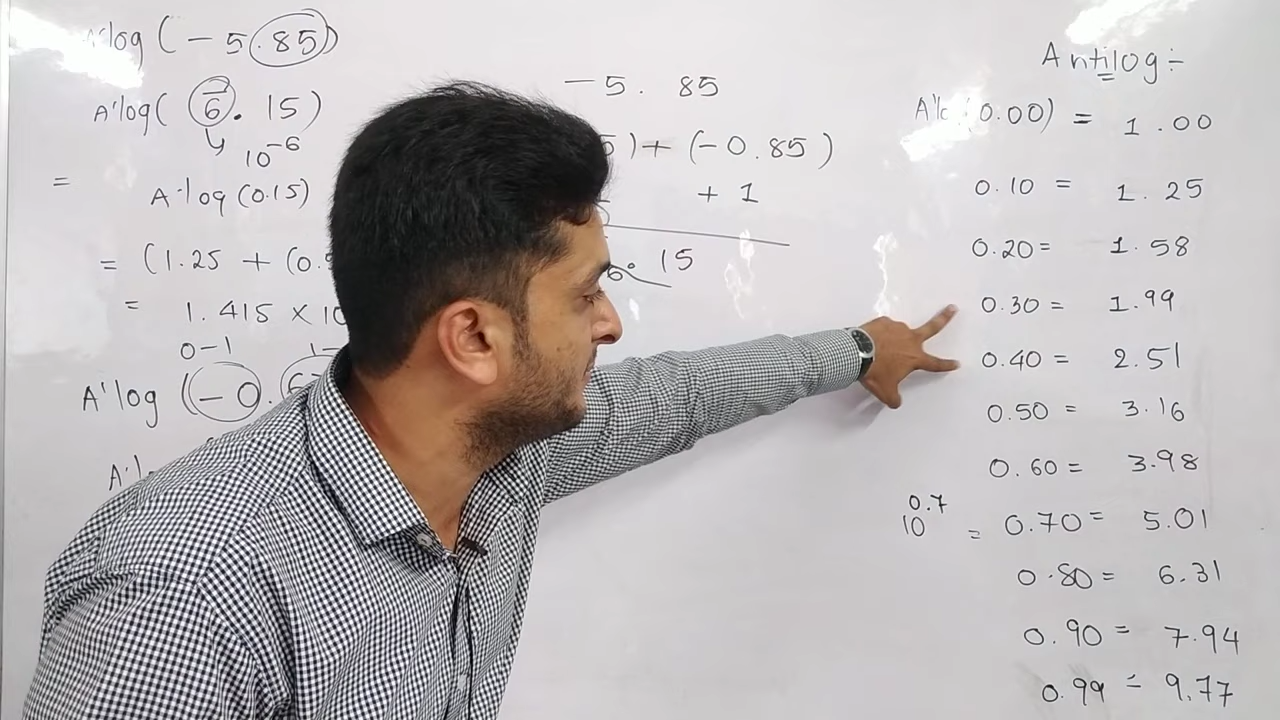 A'log (-5.85)
A'log( 6̅ . 15)
10⁻⁶
=
A·log (0.15)
= (1.25 + (0.
= 1.415 × 10
0-1
A'log (-0.
-5. 85
) + (-0.85)
+ 1
6. 15
Antilog:-
(0.00) = 1.00
0.10 = 1.25
0.20 = 1.58
0.30 = 1.99
0.40 = 2.51
0.50 = 3.16
0.60 = 3.98
10^0.7 = 0.70 = 5.01
0.80 = 6.31
0.90 = 7.94
0.99 = 9.77